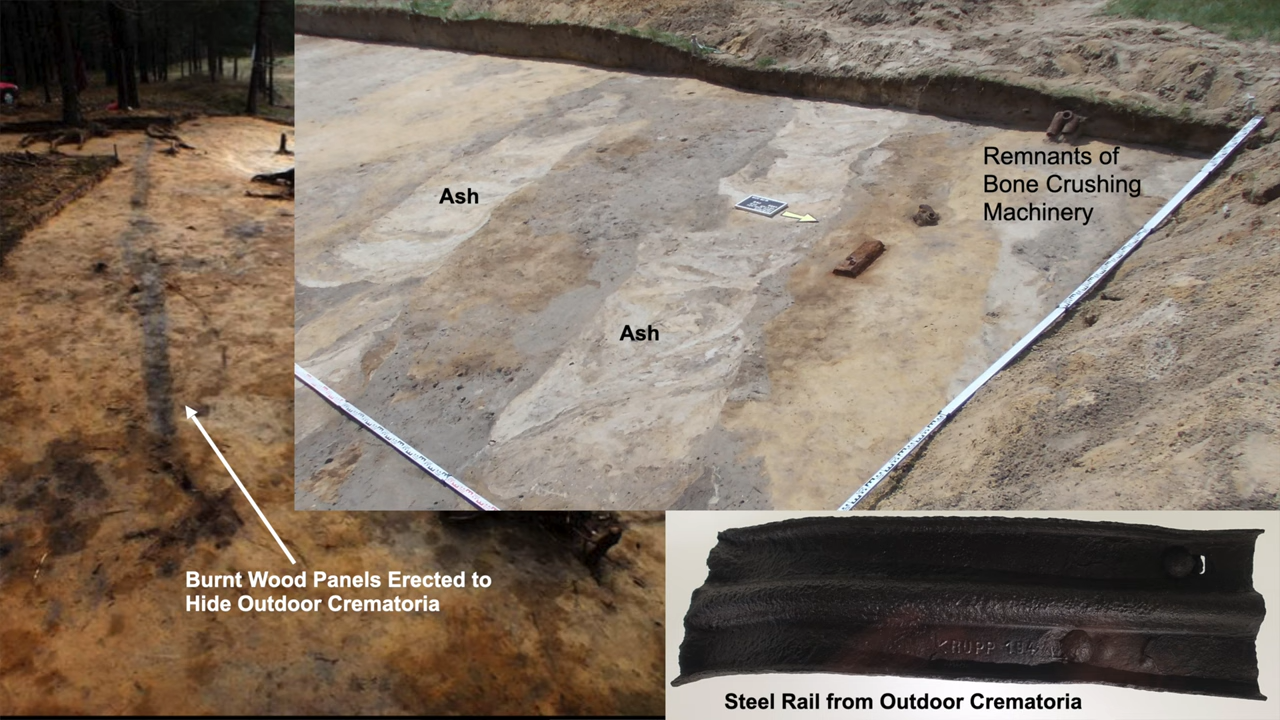 Ash
Ash
Remnants of
Bone Crushing
Machinery
Burnt Wood Panels Erected to
Hide Outdoor Crematoria
KRUPP
Steel Rail from Outdoor Crematoria